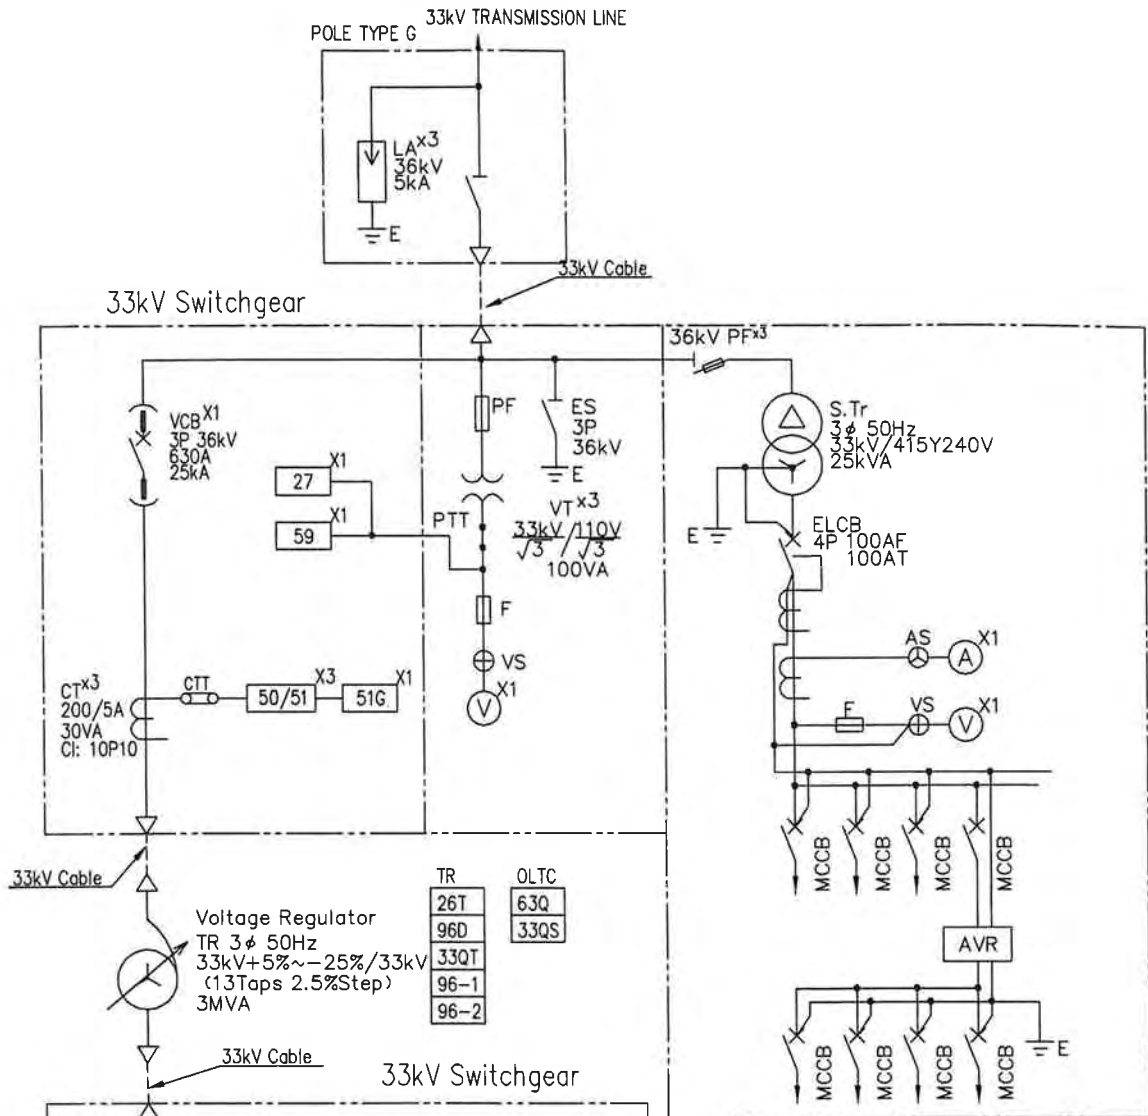 33kV TRANSMISSION LINE
POLE TYPE G
LA x3
36kV
5kA
E
33kV Cable
33kV Switchgear
36kV PF x3
VCB X1
3P 36kV
630A
25kA
PF
ES
3P
36kV
E
S.Tr
3φ 50Hz
33kV/415Y240V
25kVA
E
27 X1
59 X1
PTT
VT x3
33kV/√3 / 110V/√3
100VA
ELCB
4P 100AF
100AT
F
VS
V X1
AS
A X1
F
VS
V X1
CT x3
200/5A
30VA
Cl: 10P10
CTT
50/51 X3
51G X1
MCCB
MCCB
MCCB
MCCB
33kV Cable
Voltage Regulator
TR 3φ 50Hz
33kV+5%~-25%/33kV
(13Taps 2.5%Step)
3MVA
TR
26T
96D
33QT
96-1
96-2
OLTC
63Q
33QS
AVR
E
MCCB
MCCB
MCCB
MCCB
33kV Cable
33kV Switchgear